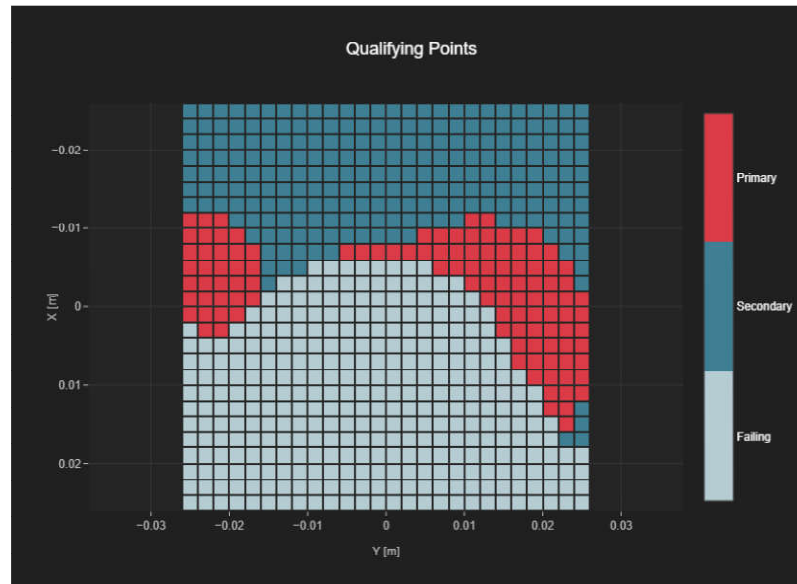 Qualifying Points
−0.02
−0.01
0
0.01
0.02
X [m]
−0.03
−0.02
−0.01
0
0.01
0.02
0.03
Y [m]
Primary
Secondary
Failing